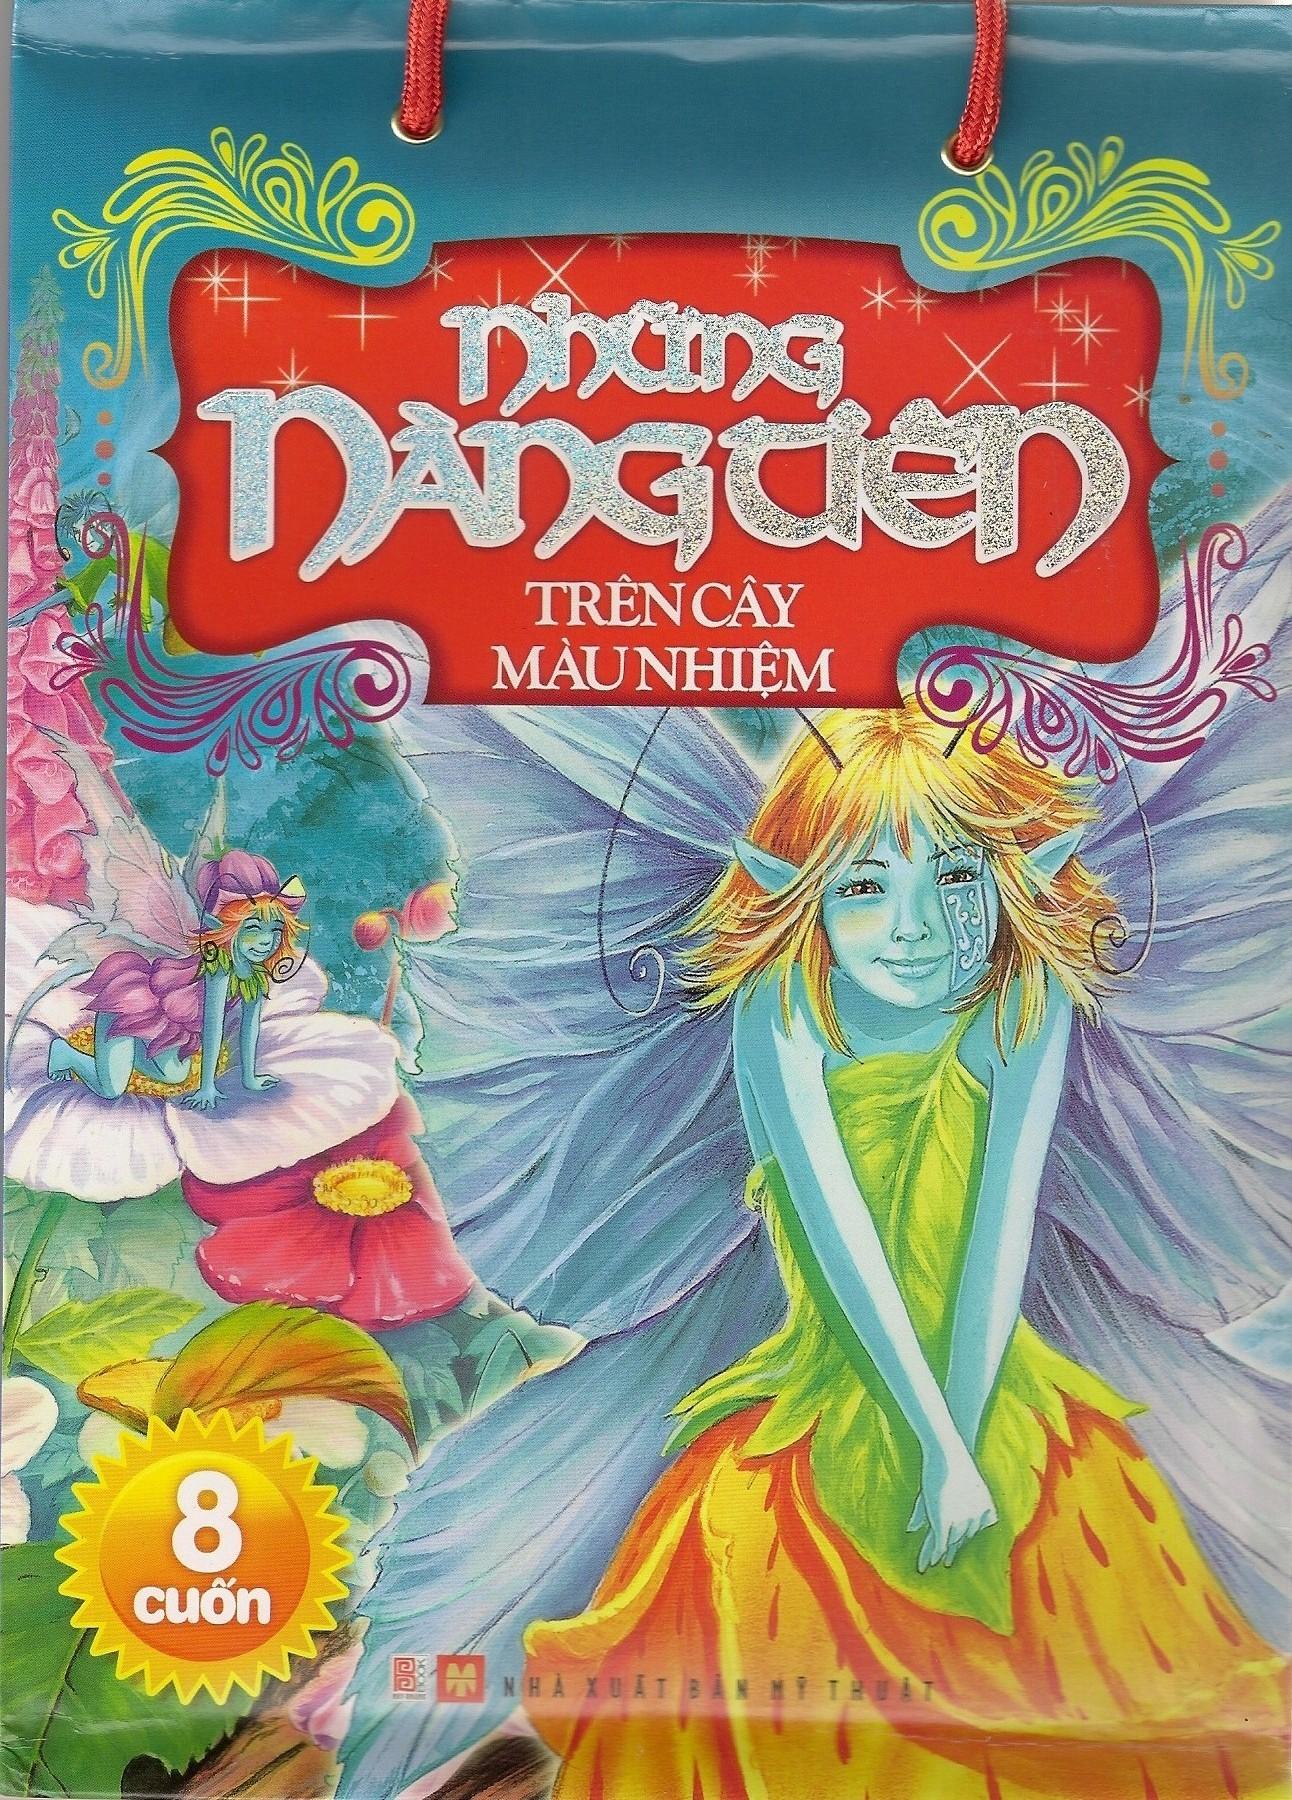 Những
Nàng Tiên
TRÊN CÂY
MÀU NHIỆM
8
cuốn
NHÀ XUẤT BẢN MỸ THUẬT